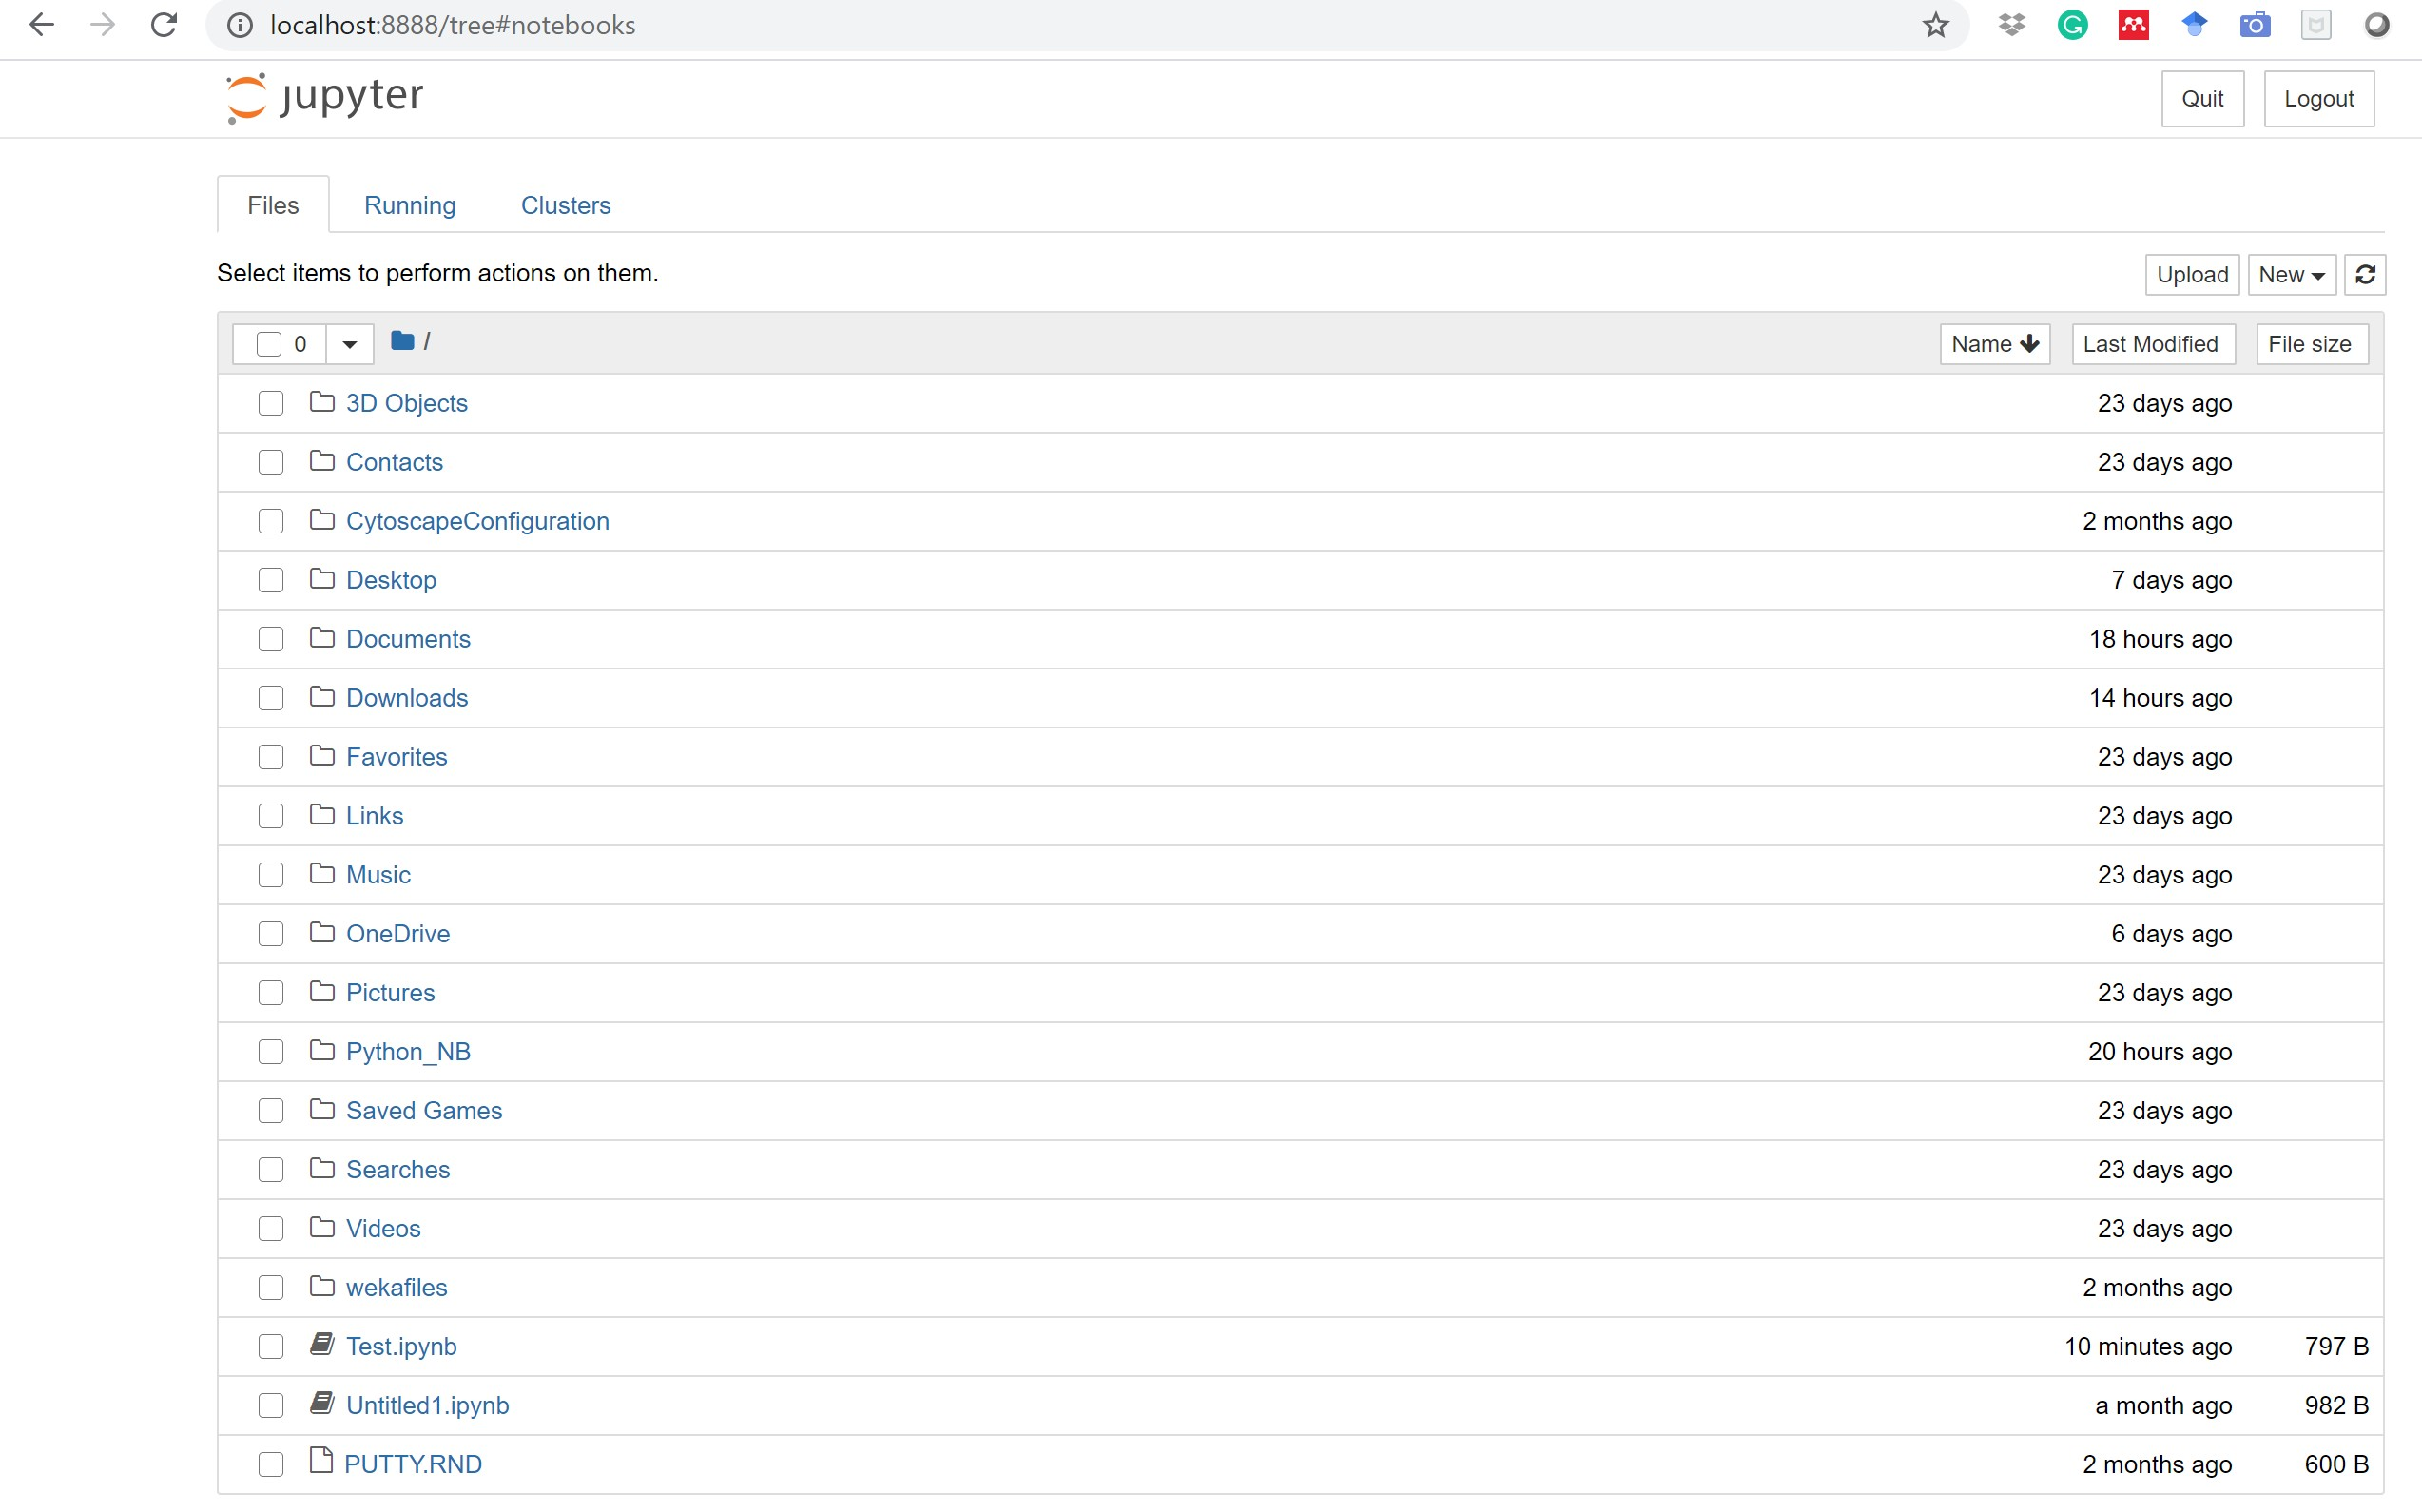 localhost:8888/tree#notebooks
jupyter
Quit Logout
Files Running Clusters
Select items to perform actions on them.
Upload New
0 / Name Last Modified File size
3D Objects 23 days ago
Contacts 23 days ago
CytoscapeConfiguration 2 months ago
Desktop 7 days ago
Documents 18 hours ago
Downloads 14 hours ago
Favorites 23 days ago
Links 23 days ago
Music 23 days ago
OneDrive 6 days ago
Pictures 23 days ago
Python_NB 20 hours ago
Saved Games 23 days ago
Searches 23 days ago
Videos 23 days ago
wekafiles 2 months ago
Test.ipynb 10 minutes ago 797 B
Untitled1.ipynb a month ago 982 B
PUTTY.RND 2 months ago 600 B